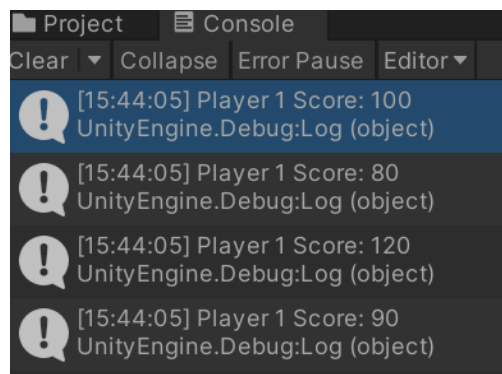 Project Console
Clear Collapse Error Pause Editor
[15:44:05] Player 1 Score: 100
UnityEngine.Debug:Log (object)
[15:44:05] Player 1 Score: 80
UnityEngine.Debug:Log (object)
[15:44:05] Player 1 Score: 120
UnityEngine.Debug:Log (object)
[15:44:05] Player 1 Score: 90
UnityEngine.Debug:Log (object)